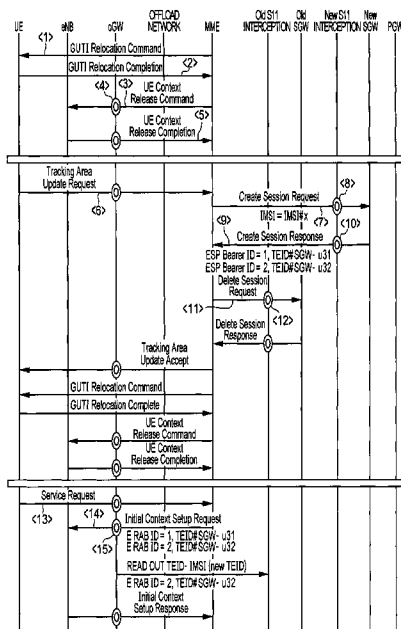 UE
eNB
oGW
OFFLOAD
NETWORK
MME
Old S11
INTERCEPTION
Old
SGW
New S11
INTERCEPTION
New
SGW
PGW
<1>
GUTI Relocation Command
GUTI Relocation Completion
<2>
<4>
<3>
UE Context
Release Command
UE Context
Release Completion
<5>
Tracking Area
Update Request
<6>
Create Session Request
<8>
<7>
IMSI = IMSI#x
<9>
<10>
Create Session Response
ESP Bearer ID = 1, TEID#SGW- u31
ESP Bearer ID = 2, TEID#SGW- u32
Delete Session
Request
<11>
<12>
Delete Session
Response
Tracking Area
Update Accept
GUTI Relocation Command
GUTI Relocation Complete
UE Context
Release Command
UE Context
Release Completion
Service Request
<13>
<14>
Initial Context Setup Request
<15>
E RAB ID = 1, TEID#SGW- u31
E RAB ID = 2, TEID#SGW- u32
READ OUT TEID- IMSI (new TEID)
E RAB ID = 2, TEID#SGW- u32
Initial Context
Setup Response